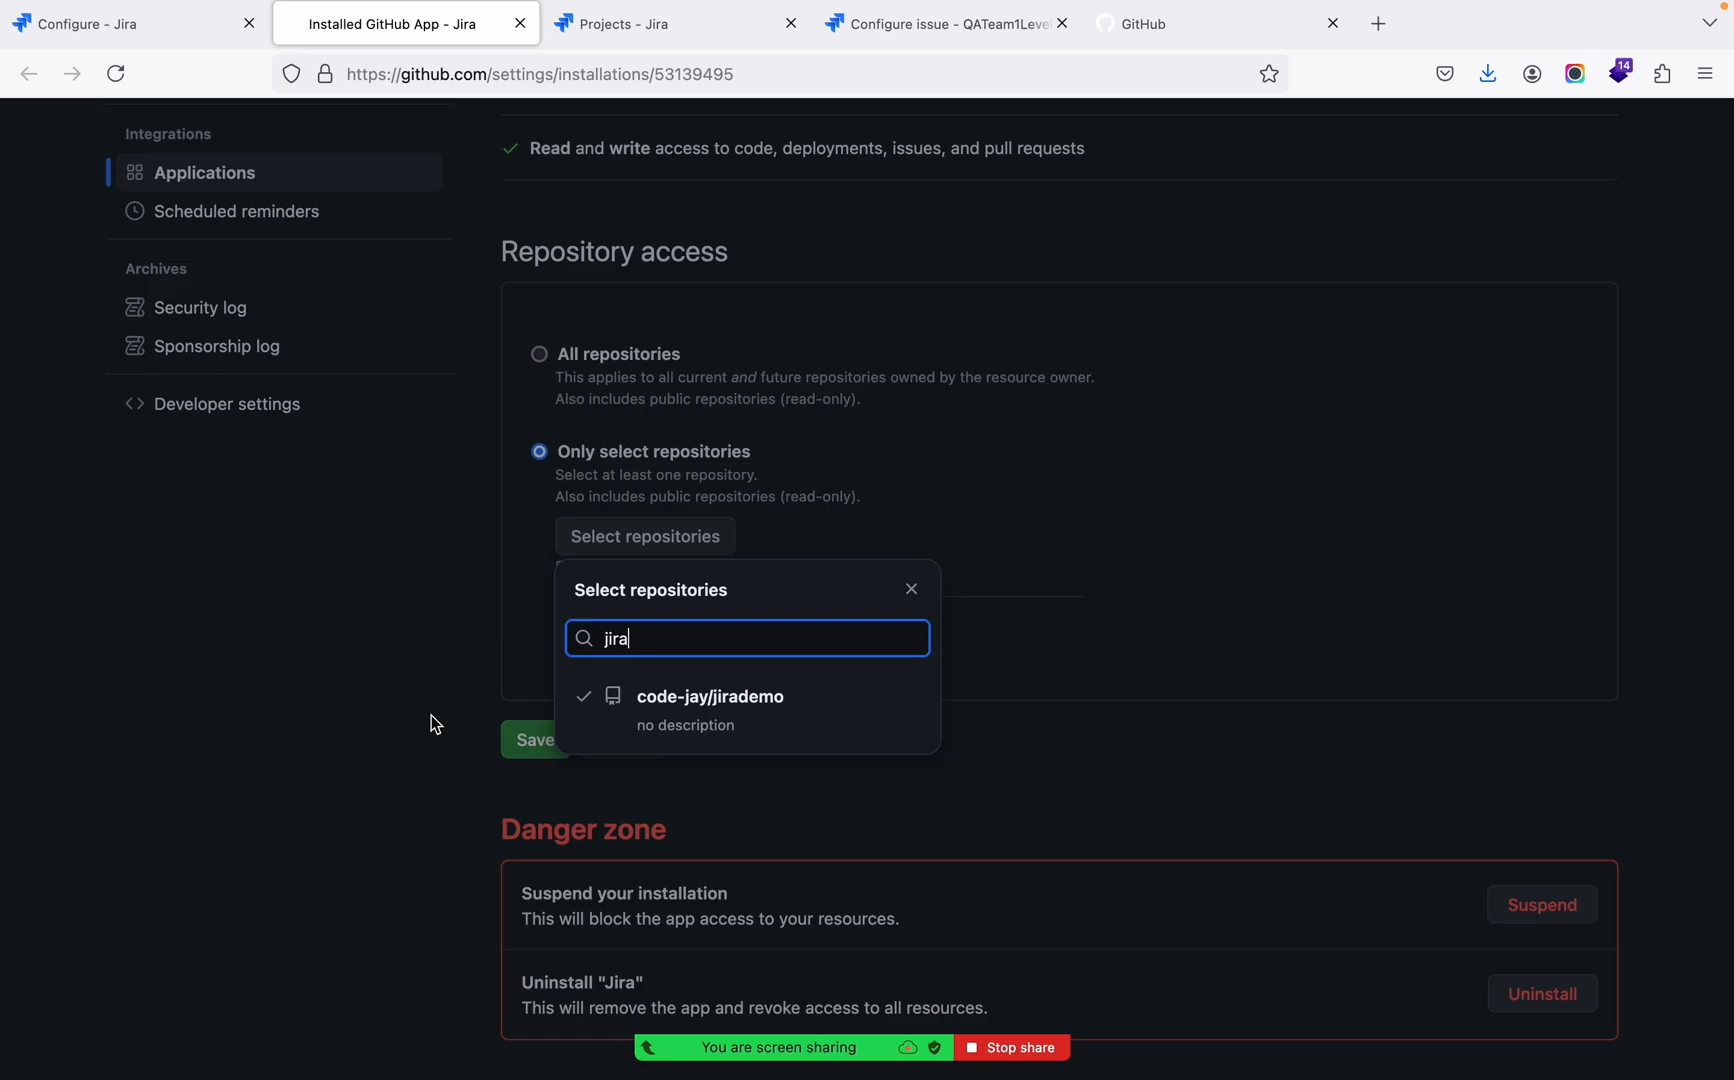 Configure - Jira
Installed GitHub App - Jira
Projects - Jira
Configure issue - QATeam1Leve
GitHub
https://github.com/settings/installations/53139495
14
Integrations
Applications
Scheduled reminders
Archives
Security log
Sponsorship log
Developer settings
Read and write access to code, deployments, issues, and pull requests
Repository access
All repositories
This applies to all current and future repositories owned by the resource owner.
Also includes public repositories (read-only).
Only select repositories
Select at least one repository.
Also includes public repositories (read-only).
Select repositories
Select repositories
jira
code-jay/jirademo
no description
Save
Danger zone
Suspend your installation
This will block the app access to your resources.
Suspend
Uninstall "Jira"
This will remove the app and revoke access to all resources.
Uninstall
You are screen sharing
Stop share